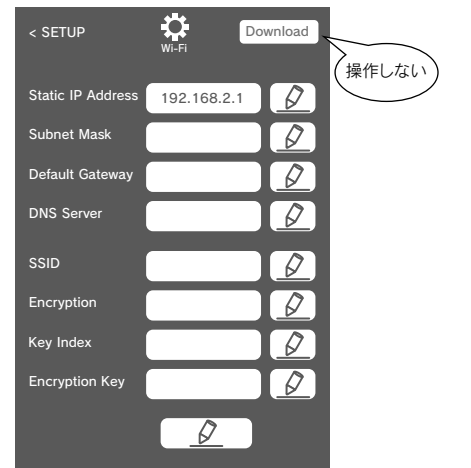 < SETUP
Wi-Fi
Download
操作しない
Static IP Address
192.168.2.1
Subnet Mask
Default Gateway
DNS Server
SSID
Encryption
Key Index
Encryption Key